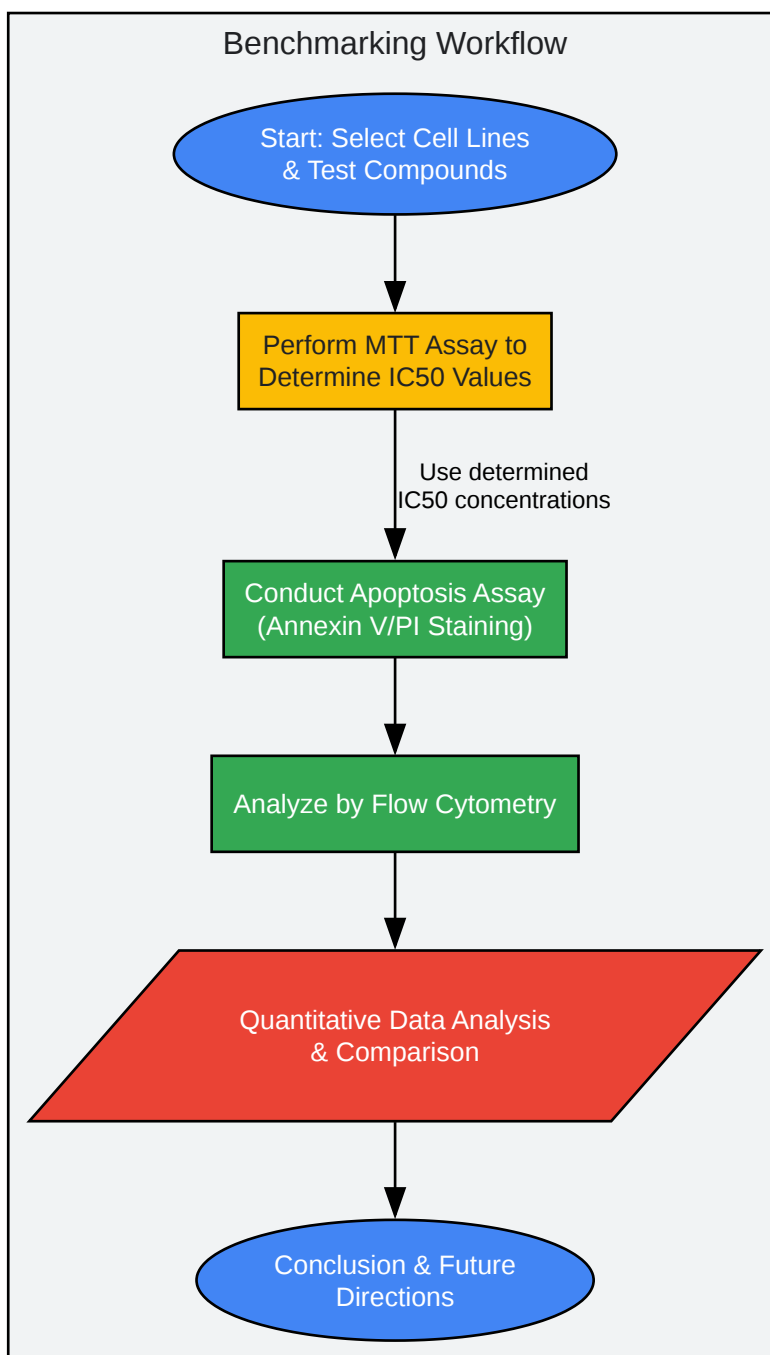 Benchmarking Workflow
Start: Select Cell Lines
& Test Compounds
Perform MTT Assay to
Determine IC50 Values
Use determined
IC50 concentrations
Conduct Apoptosis Assay
(Annexin V/PI Staining)
Analyze by Flow Cytometry
Quantitative Data Analysis
& Comparison
Conclusion & Future
Directions